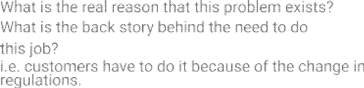 What is the real reason that this problem exists?
What is the back story behind the need to do
this job?
i.e. customers have to do it because of the change in
regulations.